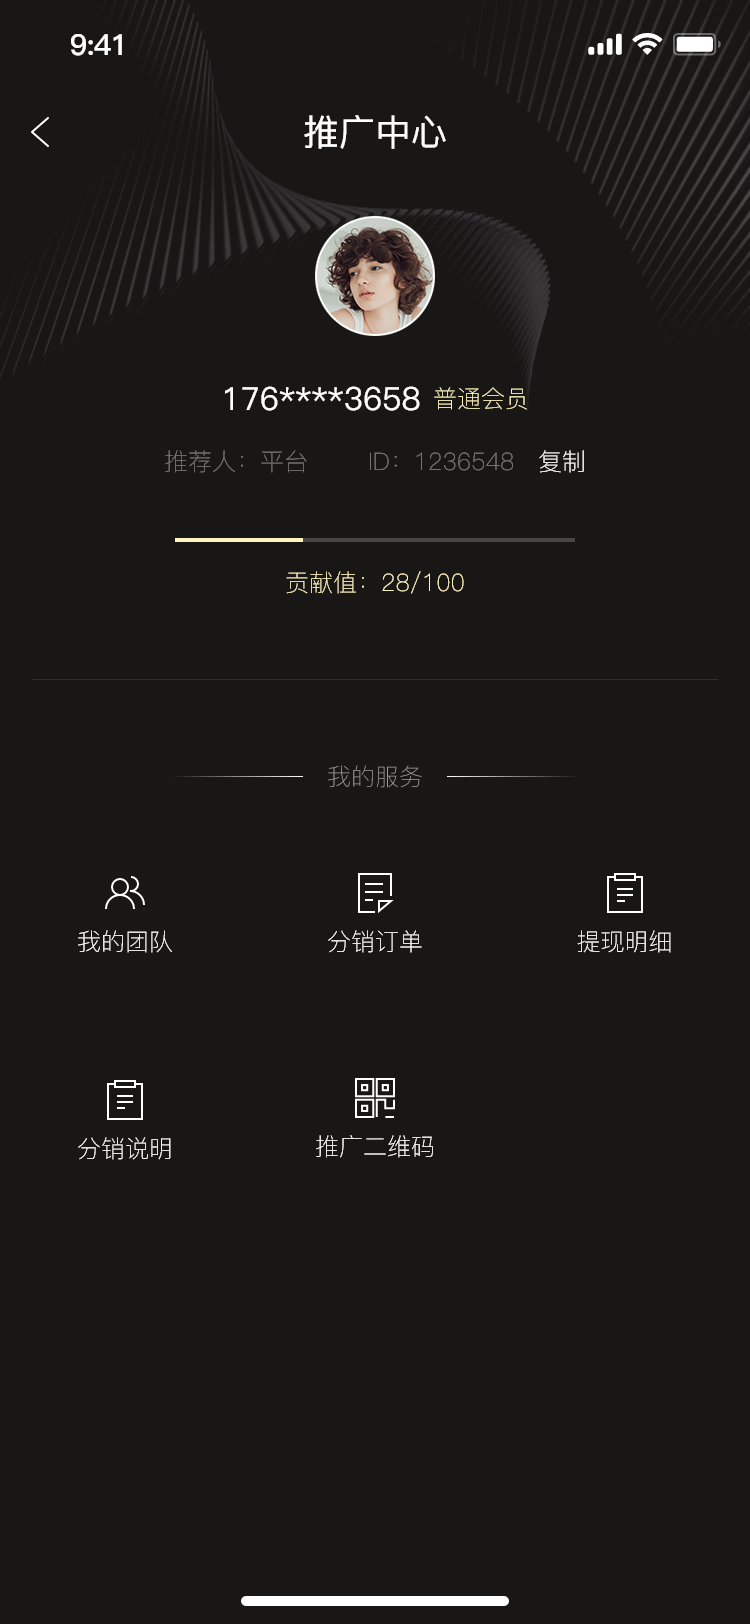 9:41
推广中心
176****3658 普通会员
推荐人：平台 ID：1236548 复制
贡献值：28/100
我的服务
我的团队 分销订单 提现明细
分销说明 推广二维码